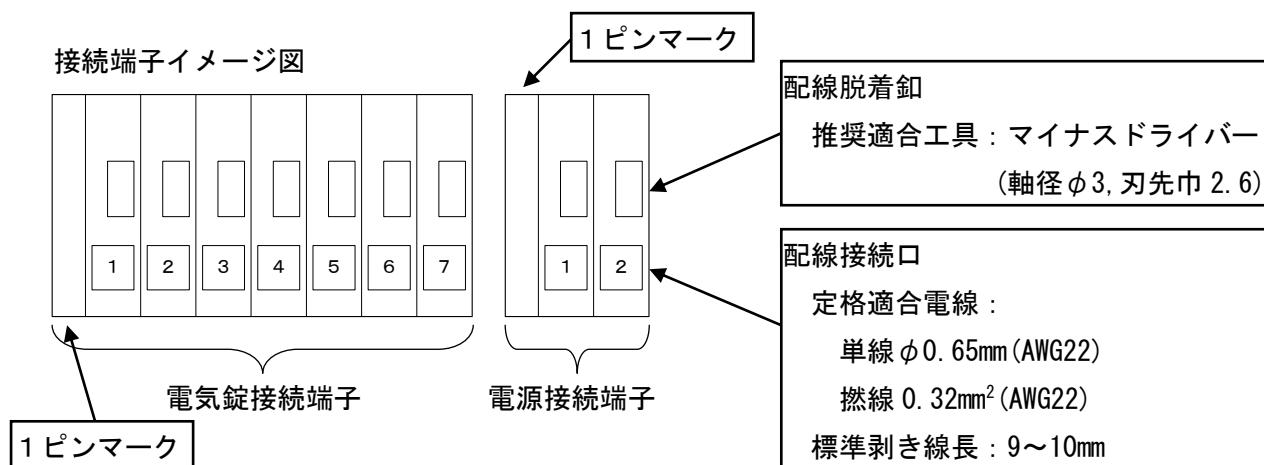 1ピンマーク
接続端子イメージ図
配線脱着釦
推奨適合工具：マイナスドライバー
(軸径φ3,刃先巾 2.6)
1 2 3 4 5 6 7
1 2
配線接続口
定格適合電線：
単線φ0.65mm(AWG22)
撚線 0.32mm²(AWG22)
標準剥き線長：9～10mm
電気錠接続端子
電源接続端子
1ピンマーク